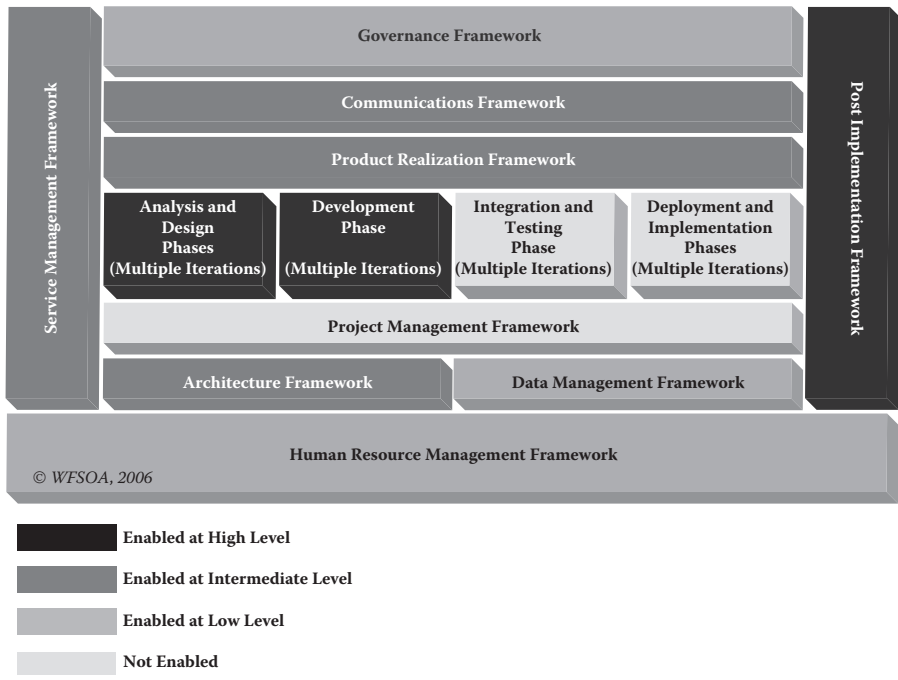 Governance Framework
Communications Framework
Product Realization Framework
Service Management Framework
Post Implementation Framework
Analysis and
Design
Phases
(Multiple Iterations)
Development
Phase
(Multiple Iterations)
Integration and
Testing
Phase
(Multiple Iterations)
Deployment and
Implementation
Phases
(Multiple Iterations)
Project Management Framework
Architecture Framework
Data Management Framework
Human Resource Management Framework
© WFSOA, 2006
Enabled at High Level
Enabled at Intermediate Level
Enabled at Low Level
Not Enabled